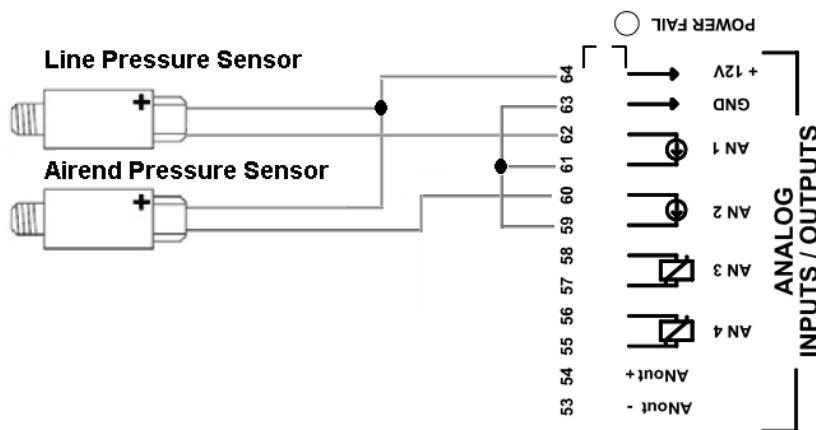 POWER FAIL
Line Pressure Sensor
+
Airend Pressure Sensor
+
64
+ 12V
63
GND
62
AN 1
61
60
AN 2
59
58
AN 3
57
56
AN 4
55
54
ANout +
53
ANout -
ANALOG
INPUTS / OUTPUTS